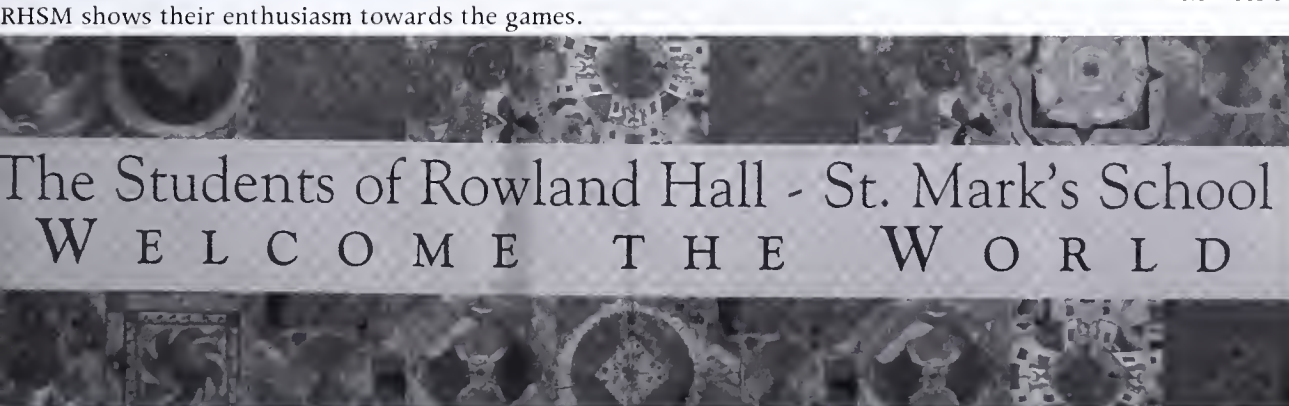 RHSM shows their enthusiasm towards the games.
The Students of Rowland Hall - St. Mark's School
WELCOME THE WORLD